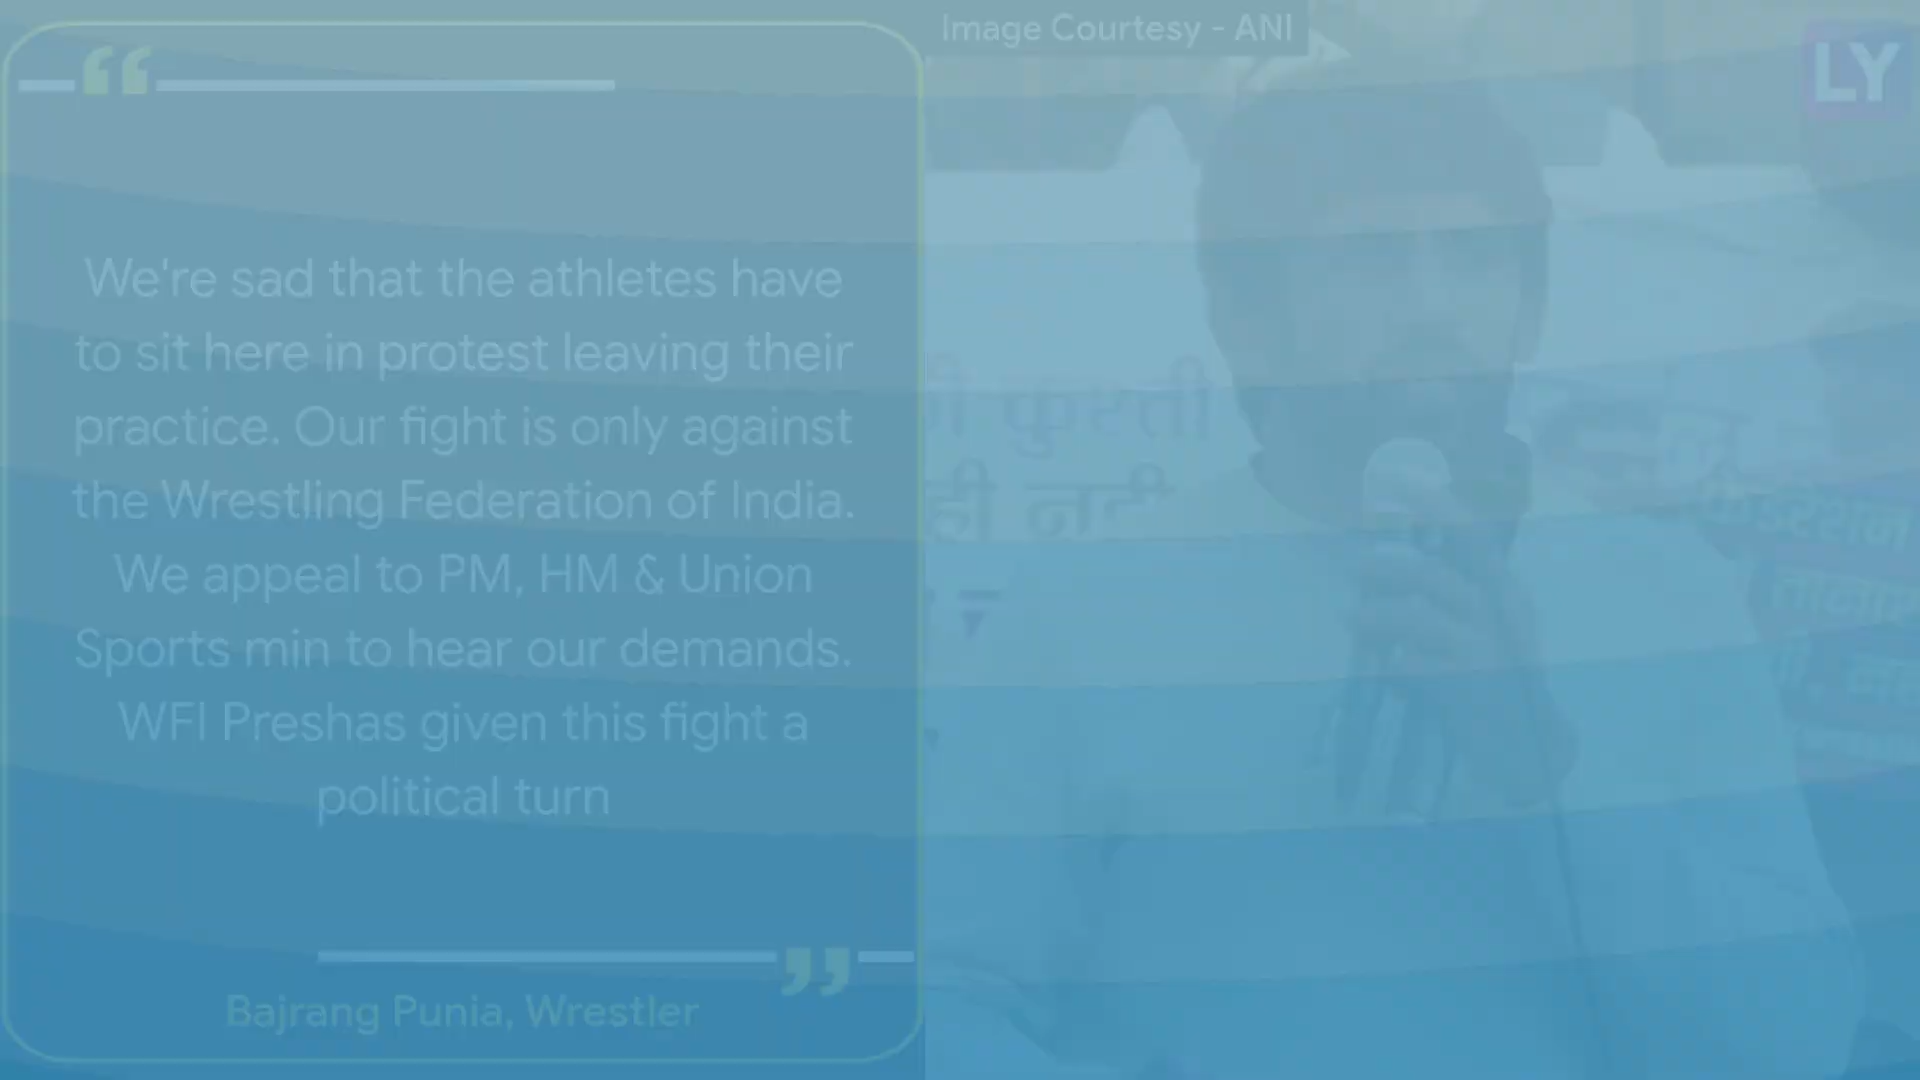 Image Courtesy - ANI
LY
We're sad that the athletes have
to sit here in protest leaving their
practice. Our fight is only against
the Wrestling Federation of India.
We appeal to PM, HM & Union
Sports min to hear our demands.
WFI Preshas given this fight a
political turn
Bajrang Punia, Wrestler
कुश्ती